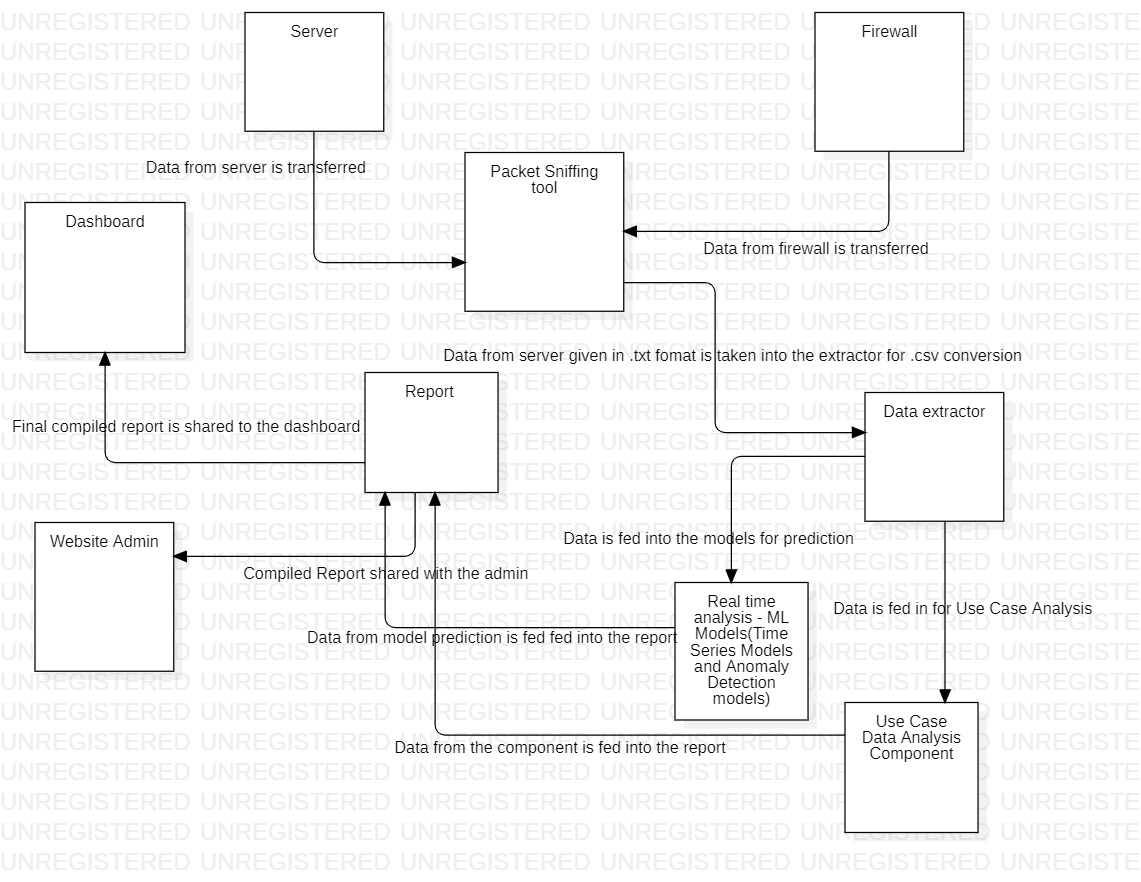 Server
Firewall
Data from server is transferred
Packet Sniffing
tool
Dashboard
Data from firewall is transferred
Data from server given in .txt fomat is taken into the extractor for .csv conversion
Report
Data extractor
Final compiled report is shared to the dashboard
Website Admin
Data is fed into the models for prediction
Compiled Report shared with the admin
Real time
analysis - ML
Models(Time
Series Models
and Anomaly
Detection
models)
Data is fed in for Use Case Analysis
Data from model prediction is fed fed into the report
Use Case
Data Analysis
Component
Data from the component is fed into the report
UNREGISTERED